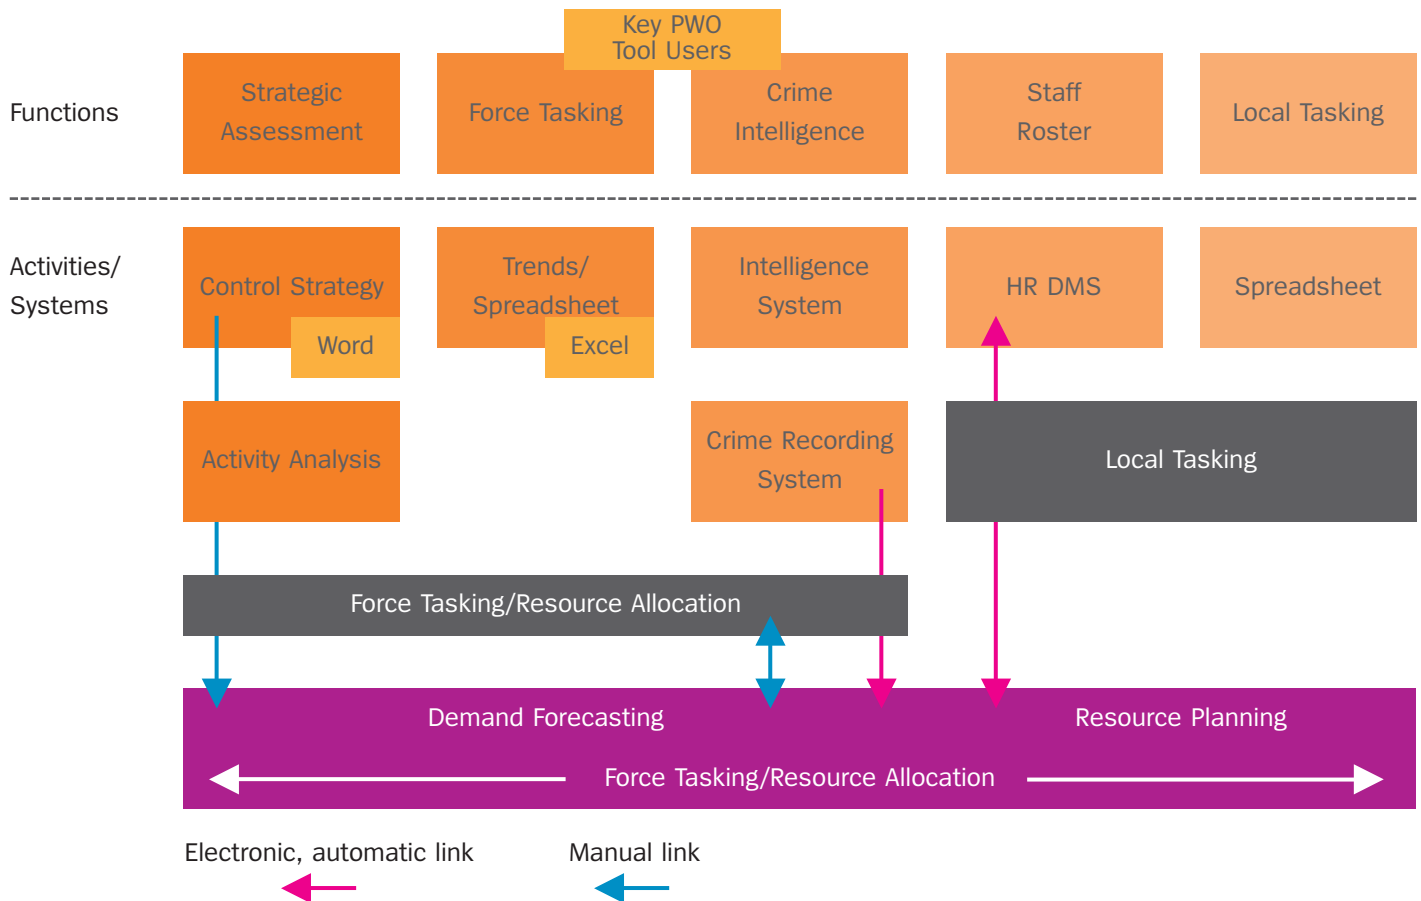 Key PWO
Tool Users
Functions
Strategic
Assessment
Force Tasking
Crime
Intelligence
Staff
Roster
Local Tasking
Activities/
Systems
Control Strategy
Word
Trends/
Spreadsheet
Excel
Intelligence
System
HR DMS
Spreadsheet
Activity Analysis
Crime Recording
System
Local Tasking
Force Tasking/Resource Allocation
Demand Forecasting
Resource Planning
Force Tasking/Resource Allocation
Electronic, automatic link
Manual link